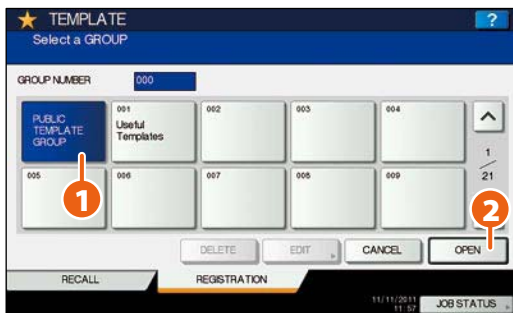 TEMPLATE
?
Select a GROUP
GROUP NUMBER 000
PUBLIC
TEMPLATE
GROUP
001
Useful
Templates
002
003
004
1
21
005
006
007
008
009
1
2
DELETE
EDIT
CANCEL
OPEN
RECALL
REGISTRATION
11/11/2011
11:57
JOB STATUS